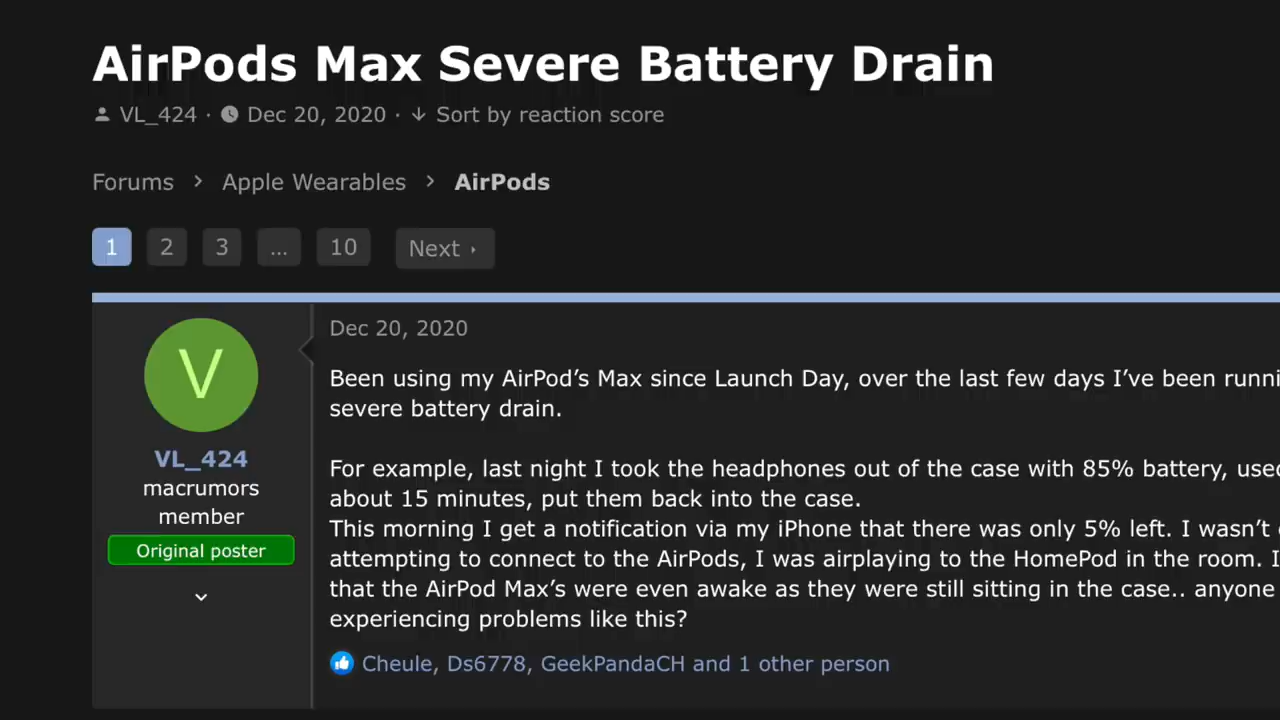 AirPods Max Severe Battery Drain
VL_424 · Dec 20, 2020 · Sort by reaction score
Forums > Apple Wearables > AirPods
1 2 3 ... 10 Next
Dec 20, 2020
V
VL_424
macrumors
member
Original poster
Been using my AirPod’s Max since Launch Day, over the last few days I’ve been
severe battery drain.
For example, last night I took the headphones out of the case with 85% battery,
about 15 minutes, put them back into the case.
This morning I get a notification via my iPhone that there was only 5% left. I wasn’t
attempting to connect to the AirPods, I was airplaying to the HomePod in the room.
that the AirPod Max’s were even awake as they were still sitting in the case.. anyone
experiencing problems like this?
Cheule, Ds6778, GeekPandaCH and 1 other person